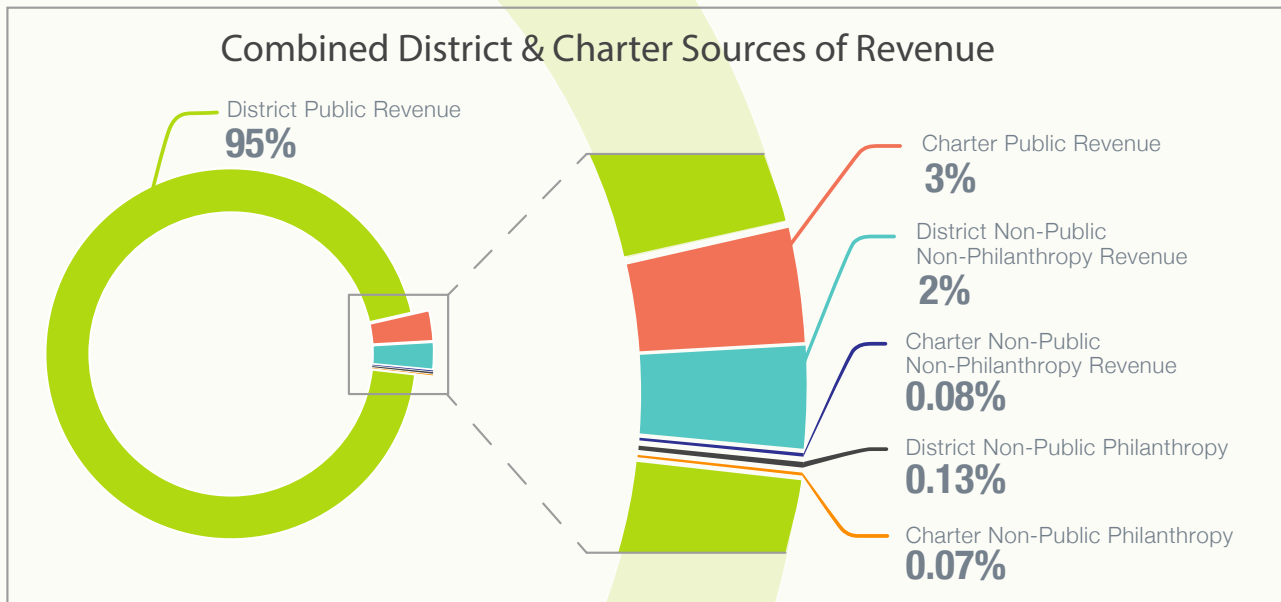 Combined District & Charter Sources of Revenue
District Public Revenue
95%
Charter Public Revenue
3%
District Non-Public
Non-Philanthropy Revenue
2%
Charter Non-Public
Non-Philanthropy Revenue
0.08%
District Non-Public Philanthropy
0.13%
Charter Non-Public Philanthropy
0.07%